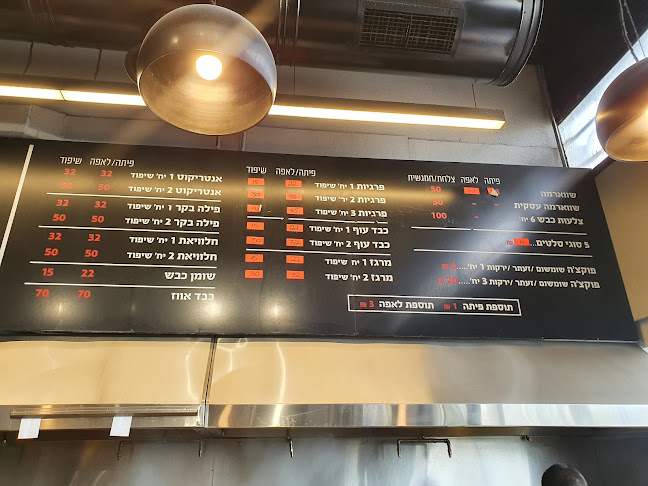 פיתה לאפה צלחת/חמגשית
שווארמה 50
שווארמה עסקית 50
צלעות כבש 6 יח' - - 100
5 סוגי סלטים....
פוקצ'ה שומשום /זעתר /ירקות 1 יח'.....
פוקצ'ה שומשום /זעתר /ירקות 3 יח'.....20 ₪
תוספת פיתה 1 ₪ תוספת לאפה 3 ₪
פיתה/לאפה שיפוד
פרגיות 1 יח' שיפוד
פרגיות 2 יח' שיפוד
פרגיות 3 יח' שיפוד
כבד עוף 1 יח' שיפוד
כבד עוף 2 יח' שיפוד
מרגז 1 יח' שיפוד
מרגז 2 יח' שיפוד
פיתה/לאפה שיפוד
אנטריקוט 1 יח' שיפוד 32 32
אנטריקוט 2 יח' שיפוד 50 50
פילה בקר 1 יח' שיפוד 32 32
פילה בקר 2 יח' שיפוד 50 50
חלוויאת 1 יח' שיפוד 32 32
חלוויאת 2 יח' שיפוד 50 50
שומן כבש 22 15
כבד אווז 70 70